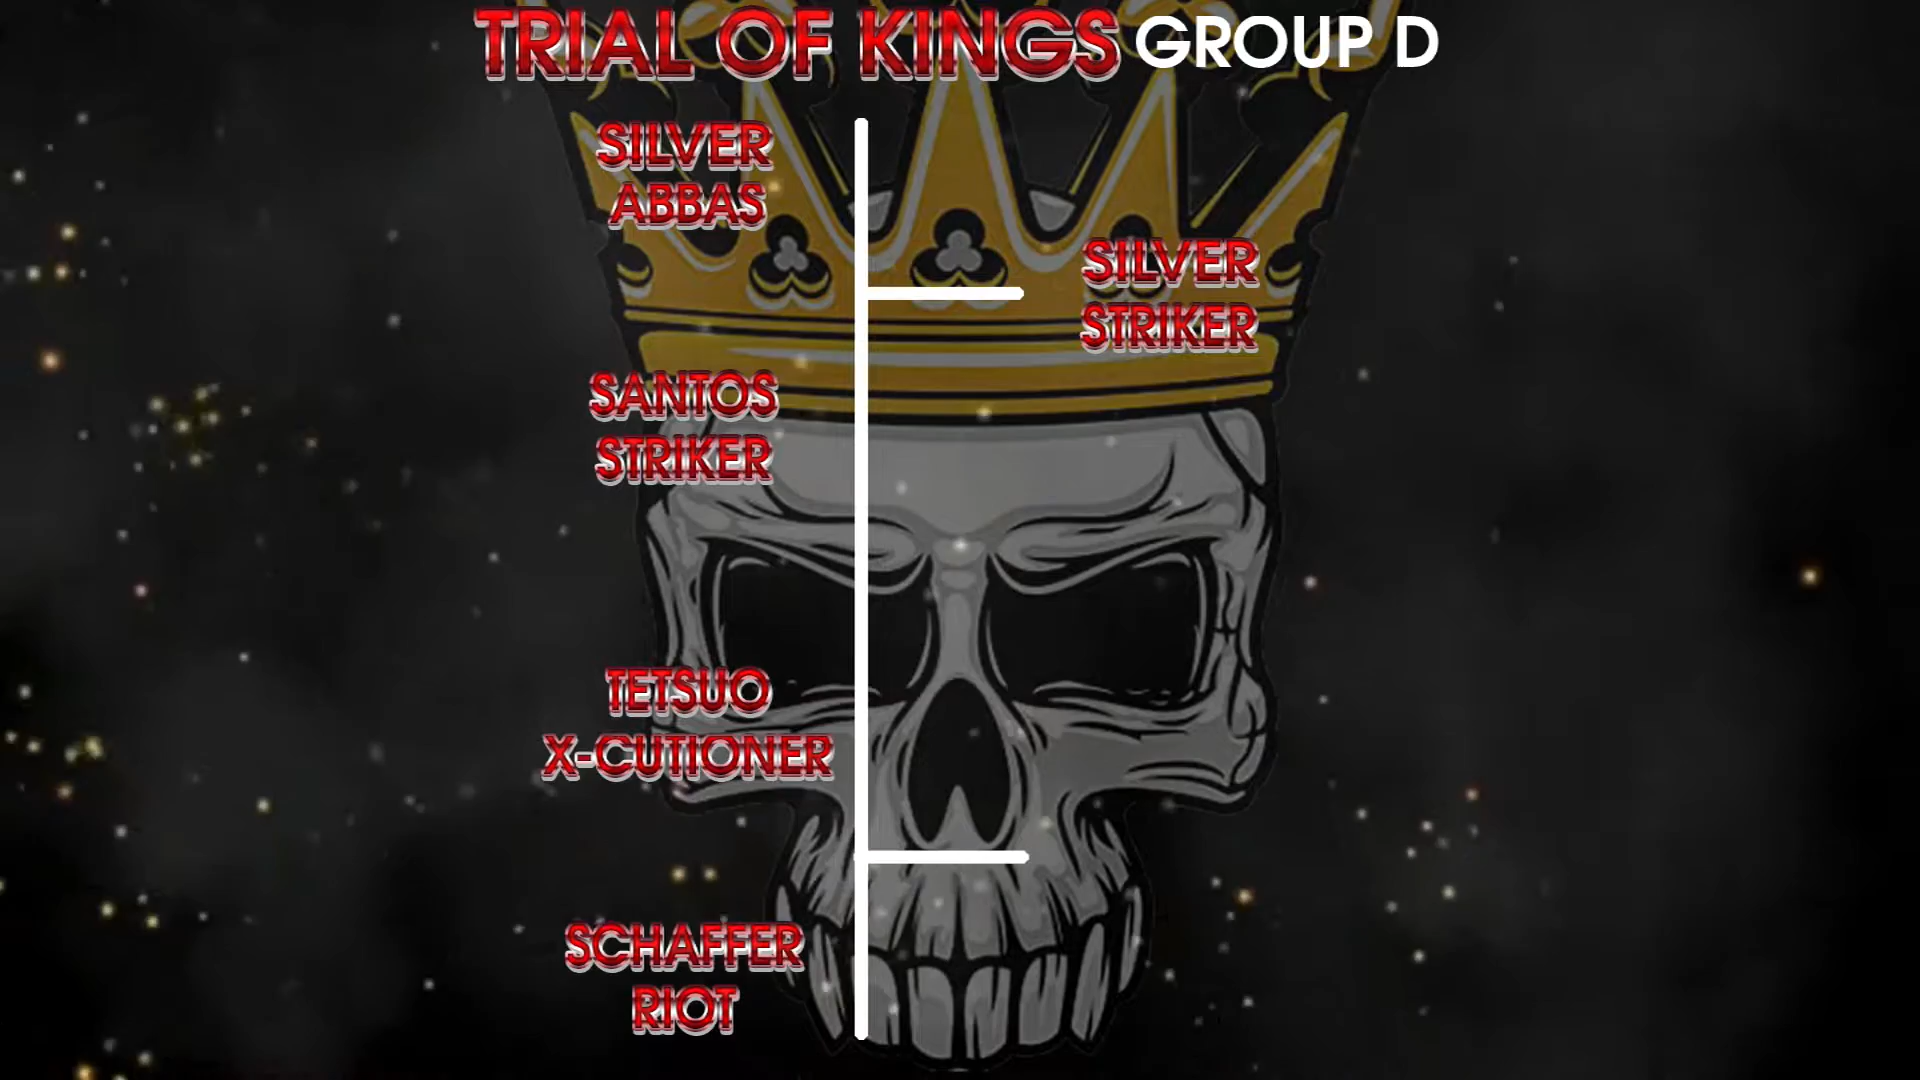 TRIAL OF KINGS GROUP D
SILVER
ABBAS
SILVER
STRIKER
SANTOS
STRIKER
TETSUO
X-CUTIONER
SCHAFFER
RIOT